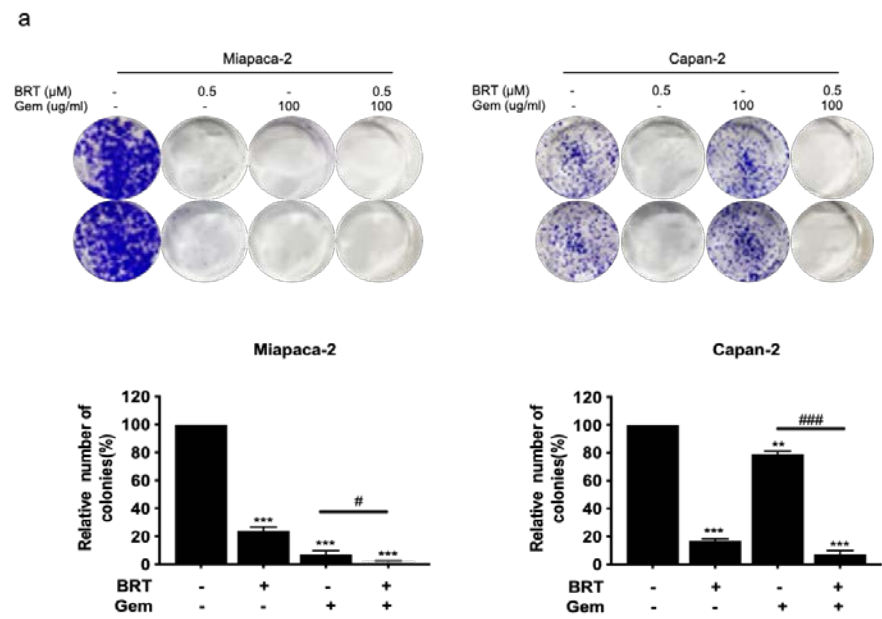 a
Miapaca-2
BRT (μM) - 0.5 - 0.5
Gem (ug/ml) - - 100 100
Capan-2
BRT (μM) - 0.5 - 0.5
Gem (ug/ml) - - 100 100
Miapaca-2
Relative number of
colonies(%)
120
100
80
60
40
20
0
***
***
***
#
BRT - + - +
Gem - - + +
Capan-2
Relative number of
colonies(%)
120
100
80
60
40
20
0
***
**
***
###
BRT - + - +
Gem - - + +